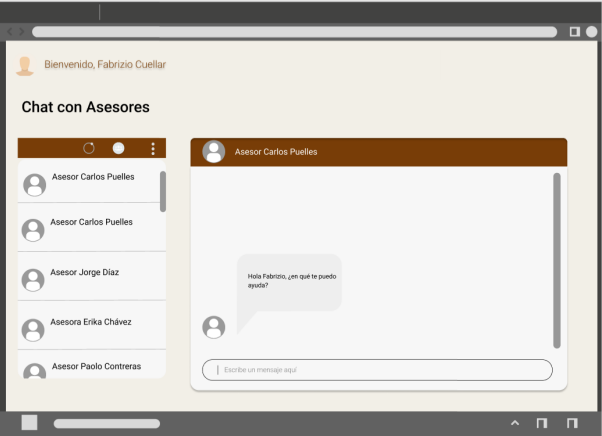 Bienvenido, Fabrizio Cuellar
Chat con Asesores
Asesor Carlos Puelles
Asesor Carlos Puelles
Asesor Jorge Díaz
Asesora Erika Chávez
Asesor Paolo Contreras
Asesor Carlos Puelles
Hola Fabrizio, ¿en qué te puedo
ayuda?
Escribe un mensaje aquí